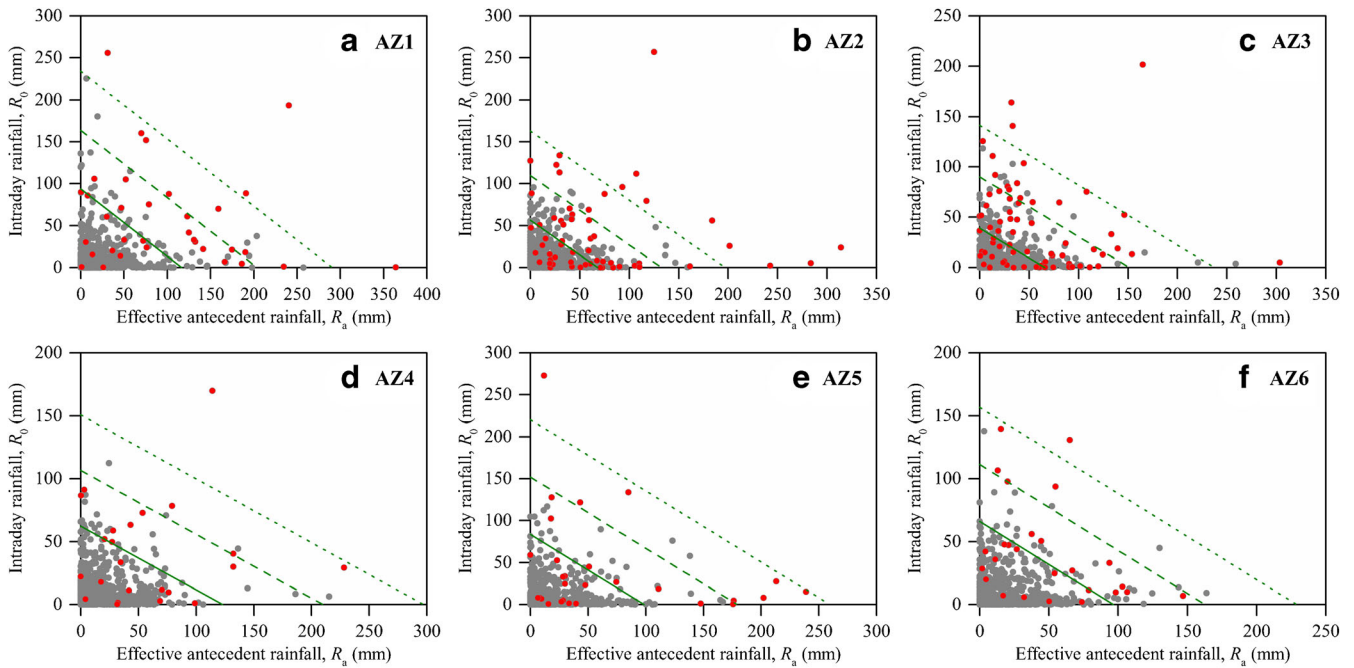 a AZ1
300
250
200
150
100
50
0
Intraday rainfall, R0 (mm)
0 50 100 150 200 250 300 350 400
Effective antecedent rainfall, Ra (mm)
b AZ2
300
250
200
150
100
50
0
Intraday rainfall, R0 (mm)
0 50 100 150 200 250 300 350
Effective antecedent rainfall, Ra (mm)
c AZ3
250
200
150
100
50
0
Intraday rainfall, R0 (mm)
0 50 100 150 200 250 300 350
Effective antecedent rainfall, Ra (mm)
d AZ4
200
150
100
50
0
Intraday rainfall, R0 (mm)
0 50 100 150 200 250 300
Effective antecedent rainfall, Ra (mm)
e AZ5
300
250
200
150
100
50
0
Intraday rainfall, R0 (mm)
0 50 100 150 200 250 300
Effective antecedent rainfall, Ra (mm)
f AZ6
200
150
100
50
0
Intraday rainfall, R0 (mm)
0 50 100 150 200 250
Effective antecedent rainfall, Ra (mm)